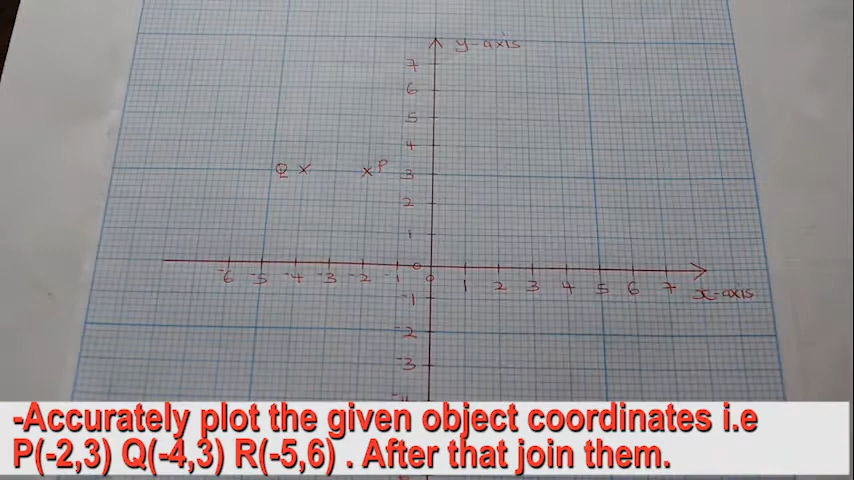 y-axis
7
6
5
4
Q × × P 3
2
1
0
-6 -5 -4 -3 -2 -1 0 1 2 3 4 5 6 7 x-axis
-1
-2
-3
-Accurately plot the given object coordinates i.e
P(-2,3) Q(-4,3) R(-5,6) . After that join them.